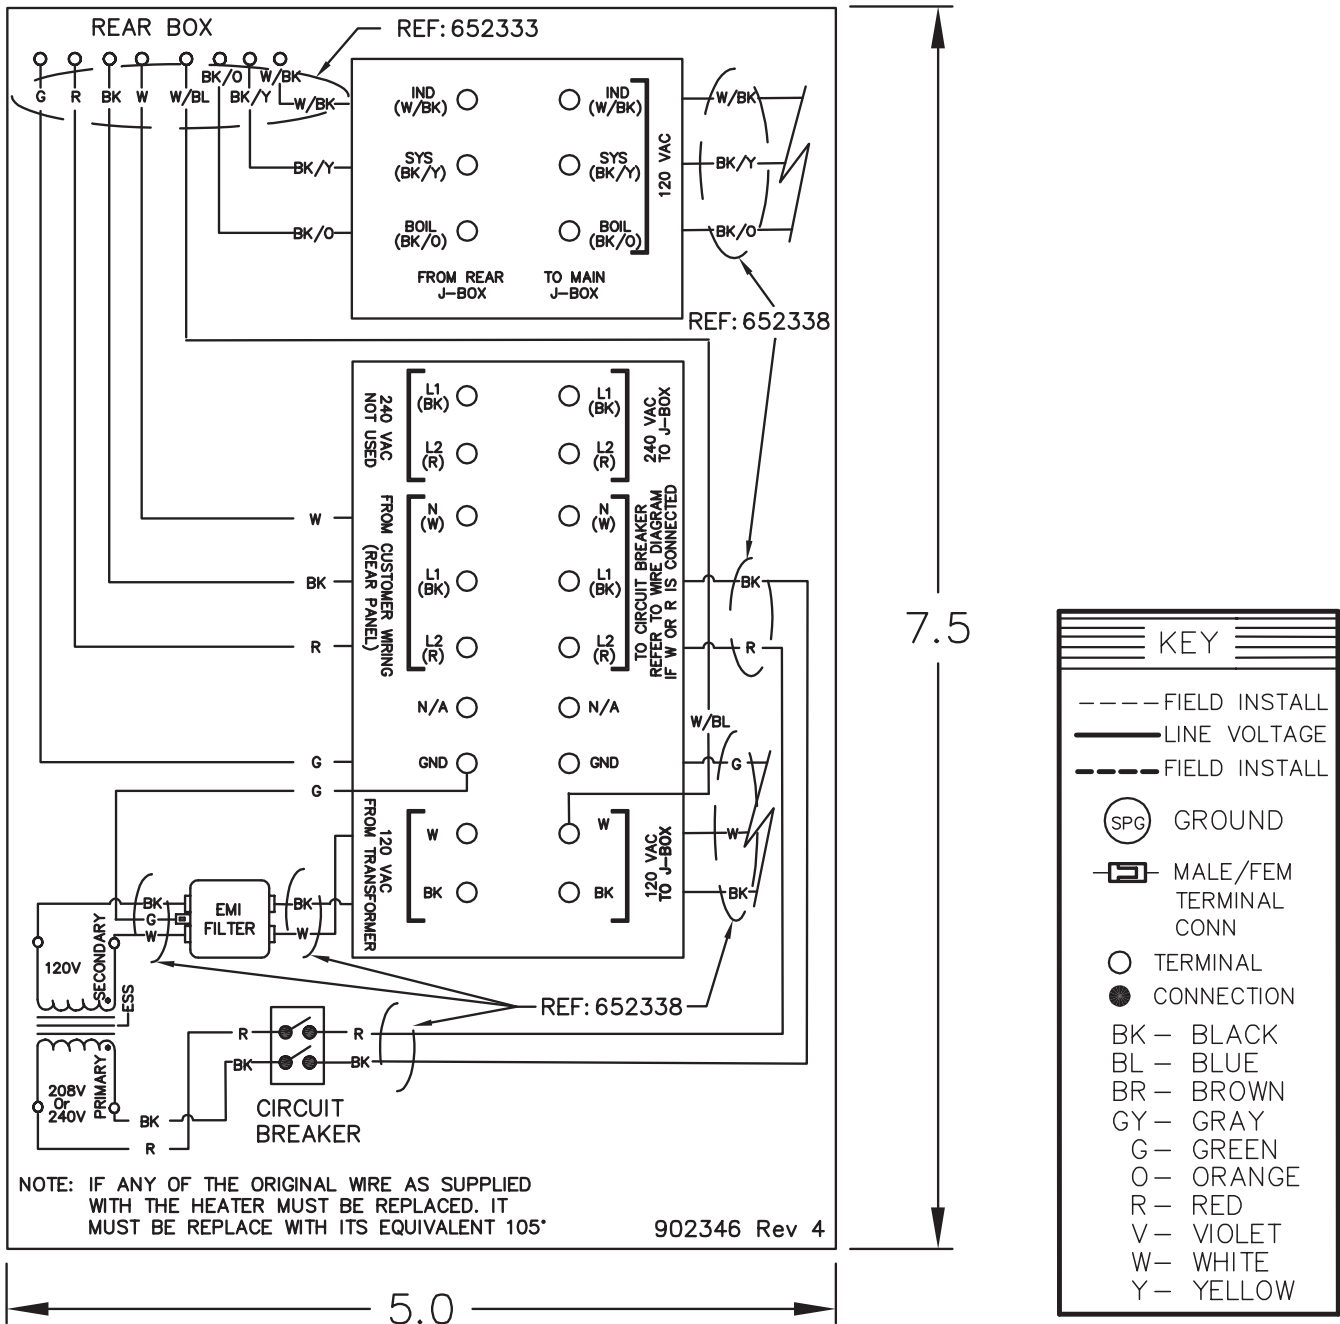 REAR BOX
REF: 652333
G
R
BK
W
W/BL
BK/O
BK/Y
W/BK
W/BK
BK/Y
BK/O
IND
(W/BK)
SYS
(BK/Y)
BOIL
(BK/O)
FROM REAR
J-BOX
IND
(W/BK)
SYS
(BK/Y)
BOIL
(BK/O)
TO MAIN
J-BOX
120 VAC
W/BK
BK/Y
BK/O
REF: 652338
240 VAC
NOT USED
L1
(BK)
L2
(R)
L1
(BK)
L2
(R)
240 VAC
TO J-BOX
FROM CUSTOMER WIRING
(REAR PANEL)
N
(W)
L1
(BK)
L2
(R)
N
(W)
L1
(BK)
L2
(R)
TO CIRCUIT BREAKER
REFER TO WIRE DIAGRAM
IF W OR R IS CONNECTED
W
BK
R
BK
R
N/A
N/A
W/BL
G
GND
GND
G
G
120 VAC
FROM TRANSFORMER
W
BK
W
BK
120 VAC
TO J-BOX
W
BK
BK
G
W
EMI
FILTER
BK
W
120V
SECONDARY
ESS
REF: 652338
208V
Or
240V
PRIMARY
R
BK
R
BK
BK
R
CIRCUIT
BREAKER
NOTE: IF ANY OF THE ORIGINAL WIRE AS SUPPLIED
WITH THE HEATER MUST BE REPLACED. IT
MUST BE REPLACE WITH ITS EQUIVALENT 105°
902346 Rev 4
7.5
5.0
KEY
FIELD INSTALL
LINE VOLTAGE
FIELD INSTALL
SPG GROUND
MALE/FEM
TERMINAL
CONN
TERMINAL
CONNECTION
BK – BLACK
BL – BLUE
BR – BROWN
GY – GRAY
G – GREEN
O – ORANGE
R – RED
V – VIOLET
W – WHITE
Y – YELLOW